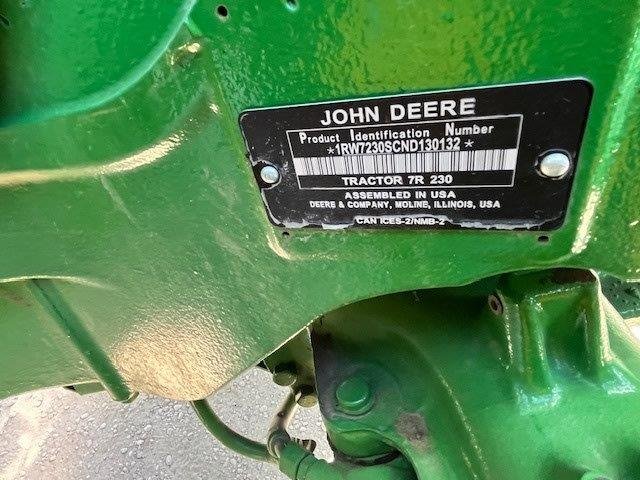 JOHN DEERE
Product Identification Number
*1RW7230SCND130132*
TRACTOR 7R 230
ASSEMBLED IN USA
DEERE & COMPANY, MOLINE, ILLINOIS, USA
CAN ICES-2/NMB-2